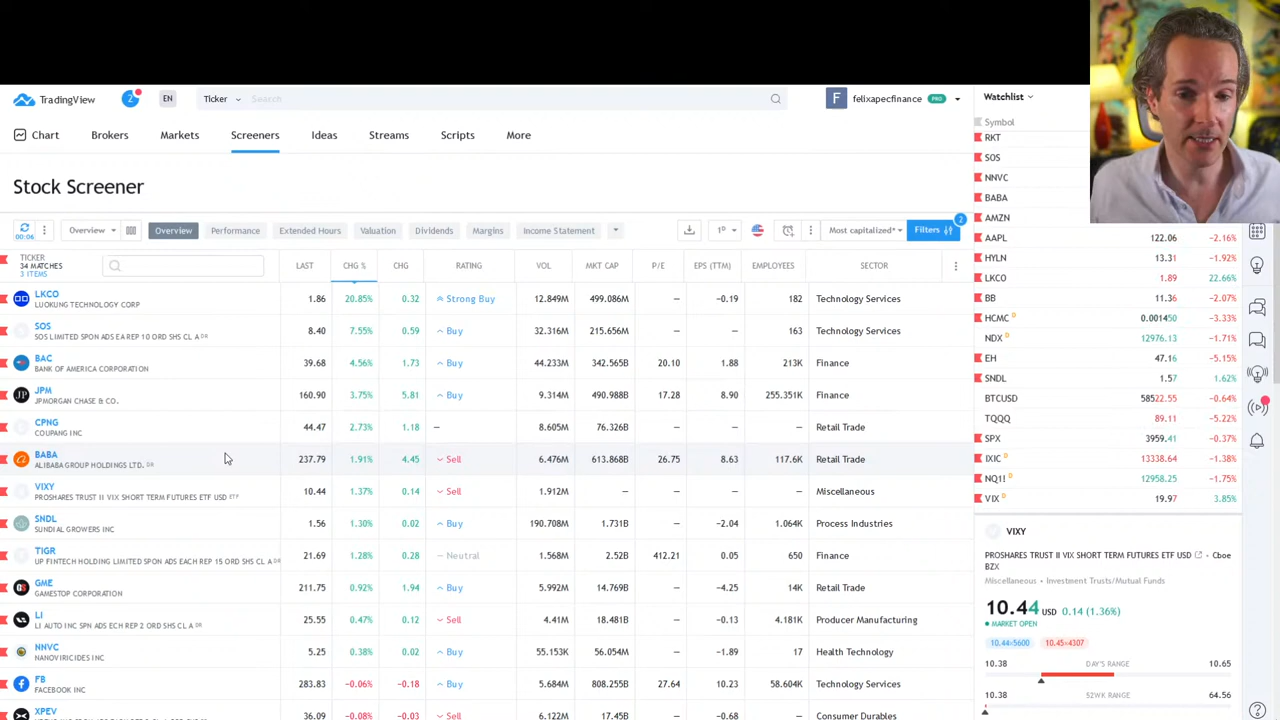 TradingView 2 EN Ticker Search F felixapecfinance PRO
Watchlist
Chart Brokers Markets Screeners Ideas Streams Scripts More
Stock Screener
00:06 Overview Overview Performance Extended Hours Valuation Dividends Margins Income Statement 1D Most capitalized* Filters 2
TICKER
34 MATCHES
3 ITEMS
LAST CHG % CHG RATING VOL MKT CAP P/E EPS (TTM) EMPLOYEES SECTOR
LKCO 1.86 20.85% 0.32 Strong Buy 12.849M 499.086M — -0.19 182 Technology Services
LUOKUNG TECHNOLOGY CORP
SOS 8.40 7.55% 0.59 Buy 32.316M 215.656M — — 163 Technology Services
SOS LIMITED SPON ADS EA REP 10 ORD SHS CL A DR
BAC 39.68 4.56% 1.73 Buy 44.233M 342.565B 20.10 1.88 213K Finance
BANK OF AMERICA CORPORATION
JPM 160.90 3.75% 5.81 Buy 9.314M 490.988B 17.28 8.90 255.351K Finance
JPMORGAN CHASE & CO.
CPNG 44.47 2.73% 1.18 — 8.605M 76.326B — — — Retail Trade
COUPANG INC
BABA 237.79 1.91% 4.45 Sell 6.476M 613.868B 26.75 8.63 117.6K Retail Trade
ALIBABA GROUP HOLDINGS LTD. DR
VIXY 10.44 1.37% 0.14 Sell 1.912M — — — — Miscellaneous
PROSHARES TRUST II VIX SHORT TERM FUTURES ETF USD ETF
SNDL 1.56 1.30% 0.02 Buy 190.708M 1.731B — -2.04 1.064K Process Industries
SUNDIAL GROWERS INC
TIGR 21.69 1.28% 0.28 Neutral 1.568M 2.52B 412.21 0.05 650 Finance
UP FINTECH HOLDING LIMITED SPON ADS EACH REP 15 ORD SHS CL A DR
GME 211.75 0.92% 1.94 Buy 5.992M 14.769B — -4.25 14K Retail Trade
GAMESTOP CORPORATION
LI 25.55 0.47% 0.12 Sell 4.41M 18.481B — -0.13 4.181K Producer Manufacturing
LI AUTO INC SPN ADS ECH REP 2 ORD SHS CL A DR
NNVC 5.25 0.38% 0.02 Buy 55.153K 56.054M — -1.89 17 Health Technology
NANOVIRICIDES INC
FB 283.83 -0.06% -0.18 Buy 5.684M 808.255B 27.64 10.23 58.604K Technology Services
FACEBOOK INC
XPEV 36.09 -0.08% -0.03 Sell 6.122M Consumer Durables
Symbol
RKT
SOS
NNVC
BABA
AMZN
AAPL 122.06 -2.16%
HYLN 13.31 -1.92%
LKCO 1.89 22.66%
BB 11.36 -2.07%
HCMC D 0.001450 -3.33%
NDX D 12976.13 -1.71%
EH 47.16 -5.15%
SNDL 1.57 1.62%
BTCUSD 58522.55 -0.64%
TQQQ 89.11 -5.22%
SPX 3959.41 -0.37%
IXIC D 13338.64 -1.38%
NQ1! D 12958.25 -1.75%
VIX D 19.97 3.85%
VIXY
PROSHARES TRUST II VIX SHORT TERM FUTURES ETF USD • Cboe
BZX
Miscellaneous • Investment Trusts/Mutual Funds
10.44 USD 0.14 (1.36%)
MARKET OPEN
10.44×5600 10.45×4307
10.38 DAY'S RANGE 10.65
10.38 52WK RANGE 64.56